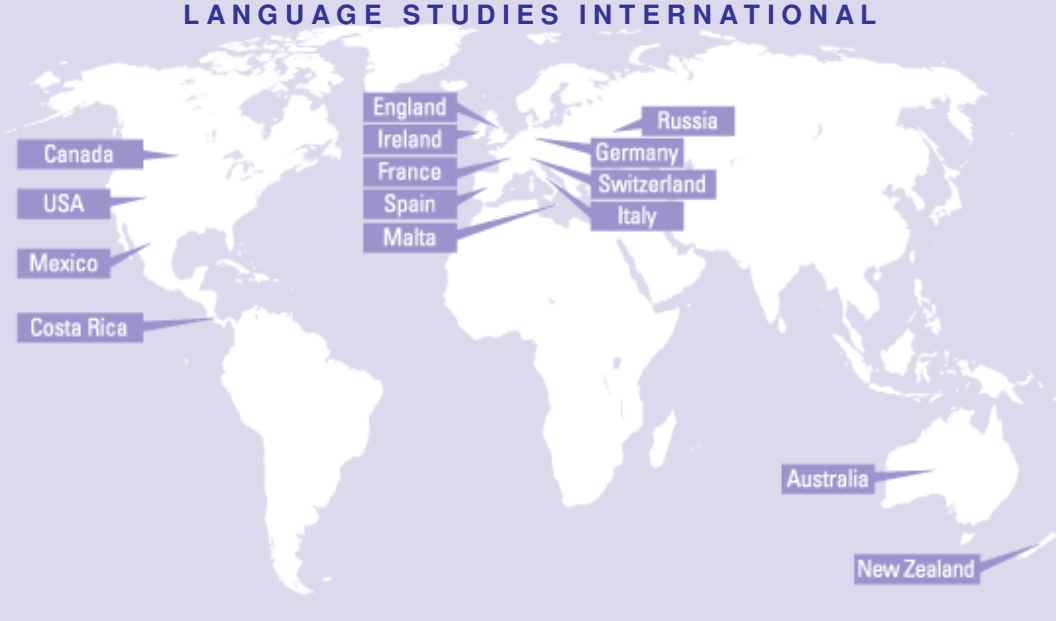 LANGUAGE STUDIES INTERNATIONAL
England
Ireland
France
Spain
Malta
Russia
Germany
Switzerland
Italy
Canada
USA
Mexico
Costa Rica
Australia
New Zealand